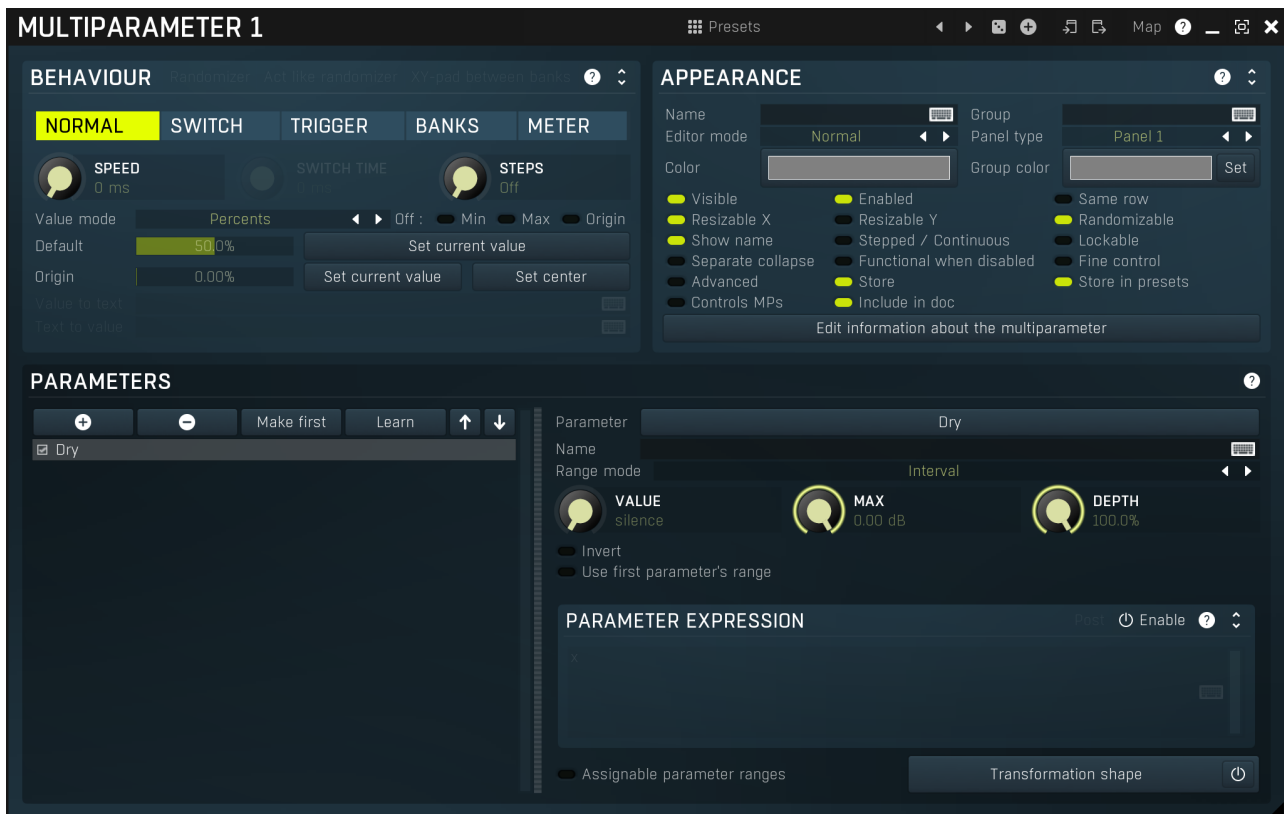 MULTIPARAMETER 1 Presets Map ?
BEHAVIOUR Randomizer Act like randomizer XY-pad between banks ?
NORMAL SWITCH TRIGGER BANKS METER
SPEED
0 ms
SWITCH TIME
STEPS
Off
Value mode Percents Off : Min Max Origin
Default 50.0% Set current value
Origin 0.00% Set current value Set center
Value to text
Text to value
APPEARANCE ?
Name Group
Editor mode Normal Panel type Panel 1
Color Group color Set
Visible Enabled Same row
Resizable X Resizable Y Randomizable
Show name Stepped / Continuous Lockable
Separate collapse Functional when disabled Fine control
Advanced Store Store in presets
Controls MPs Include in doc
Edit information about the multiparameter
PARAMETERS ?
Make first Learn
Dry
Parameter Dry
Name
Range mode Interval
VALUE
silence
MAX
0.00 dB
DEPTH
100.0%
Invert
Use first parameter's range
PARAMETER EXPRESSION Post Enable ?
x
Assignable parameter ranges Transformation shape